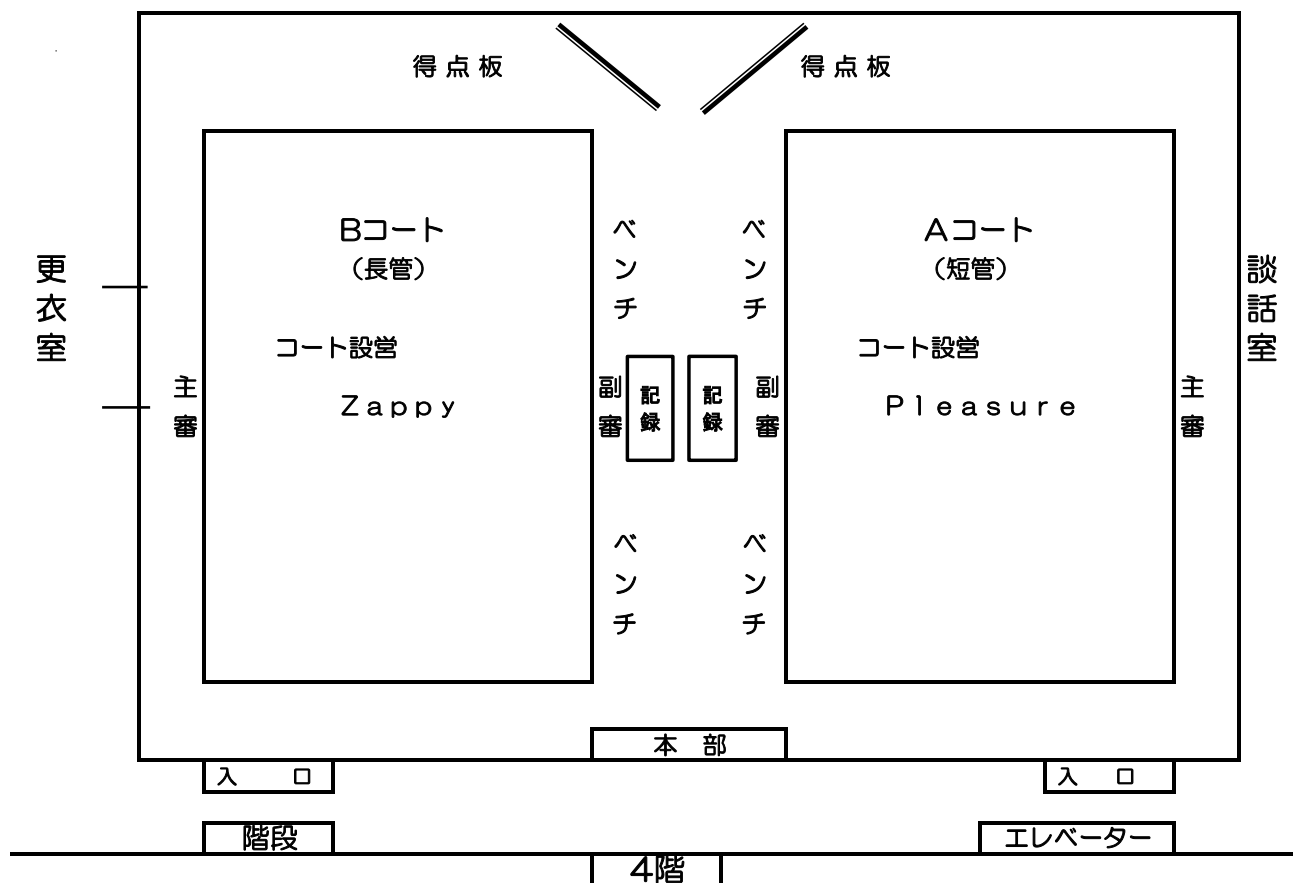 得点板
得点板
Bコート
（長管）
Aコート
（短管）
ベンチ
ベンチ
更衣室
談話室
コート設営
コート設営
主審
Zappy
副審
記録
記録
副審
Pleasure
主審
ベンチ
ベンチ
本部
入口
入口
階段
エレベーター
4階